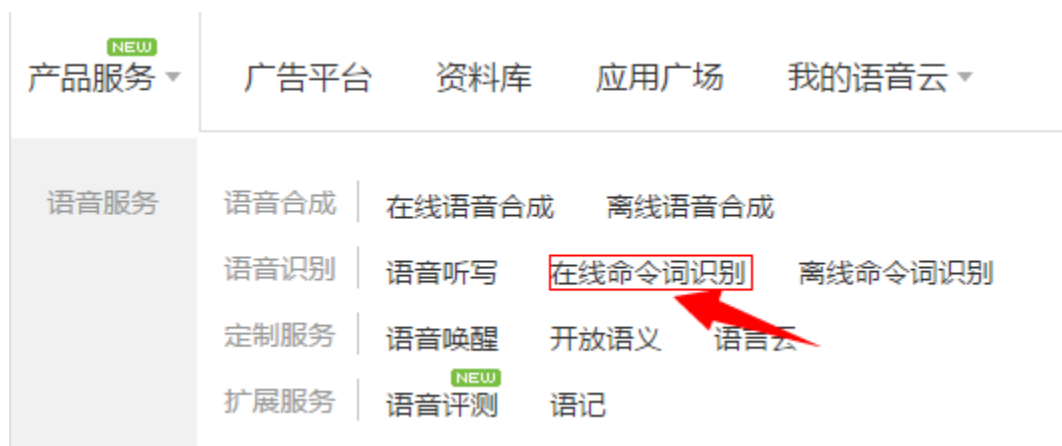 NEW
产品服务 广告平台 资料库 应用广场 我的语音云
语音服务 语音合成 在线语音合成 离线语音合成
语音识别 语音听写 在线命令词识别 离线命令词识别
定制服务 语音唤醒 开放语义 语言云
NEW
扩展服务 语音评测 语记